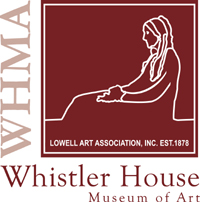 WHMA
LOWELL ART ASSOCIATION, INC. EST.1878
Whistler House
Museum of Art